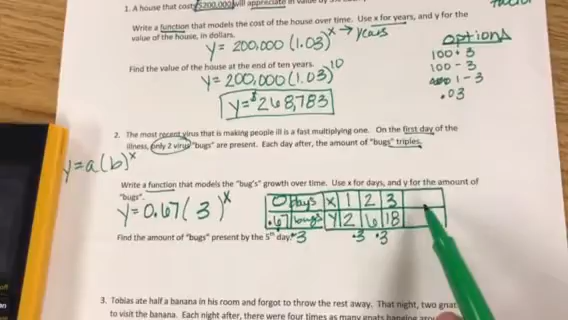 1. A house that cost $200,000 will appreciate in value by
Write a function that models the cost of the house over time. Use x for years, and y for the
value of the house, in dollars.
y = 200,000 (1.03)^x → years
Options
100 · 3
100 - 3
1 - 3
.03
Find the value of the house at the end of ten years.
y = 200,000 (1.03)^10
y = $268,783
2. The most recent virus that is making people ill is a fast multiplying one. On the first day of the
illness, only 2 virus "bugs" are present. Each day after, the amount of "bugs" triples.
y = a(b)^x
Write a function that models the "bug's" growth over time. Use x for days, and y for the amount of
"bugs".
y = 0.67(3)^x
0 days x 1 2 3
.67 bugs y 2 6 18
·3 ·3 ·3
Find the amount of "bugs" present by the 5th day.
3. Tobias ate half a banana in his room and forgot to throw the rest away. That night, two gnat
to visit the banana. Each night after, there were four times as many gnats hanging